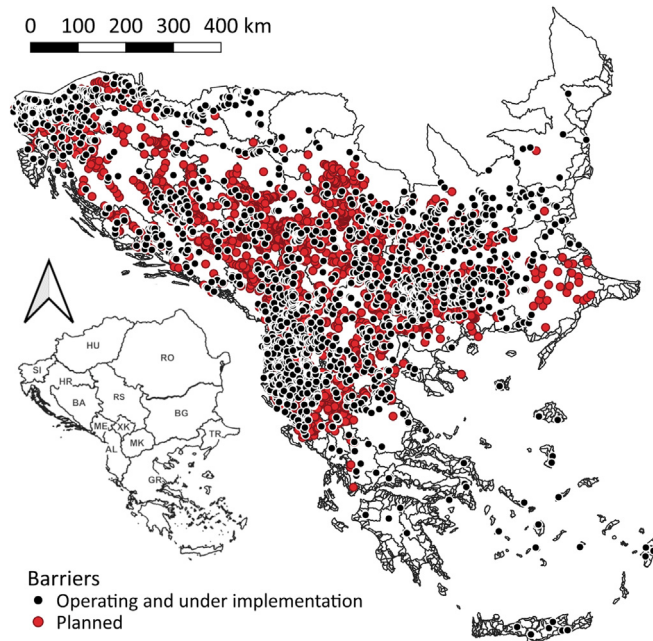 0 100 200 300 400 km
HU
RO
SI
HR
BA
RS
BG
ME
XK
TR
AL
MK
GR
Barriers
Operating and under implementation
Planned